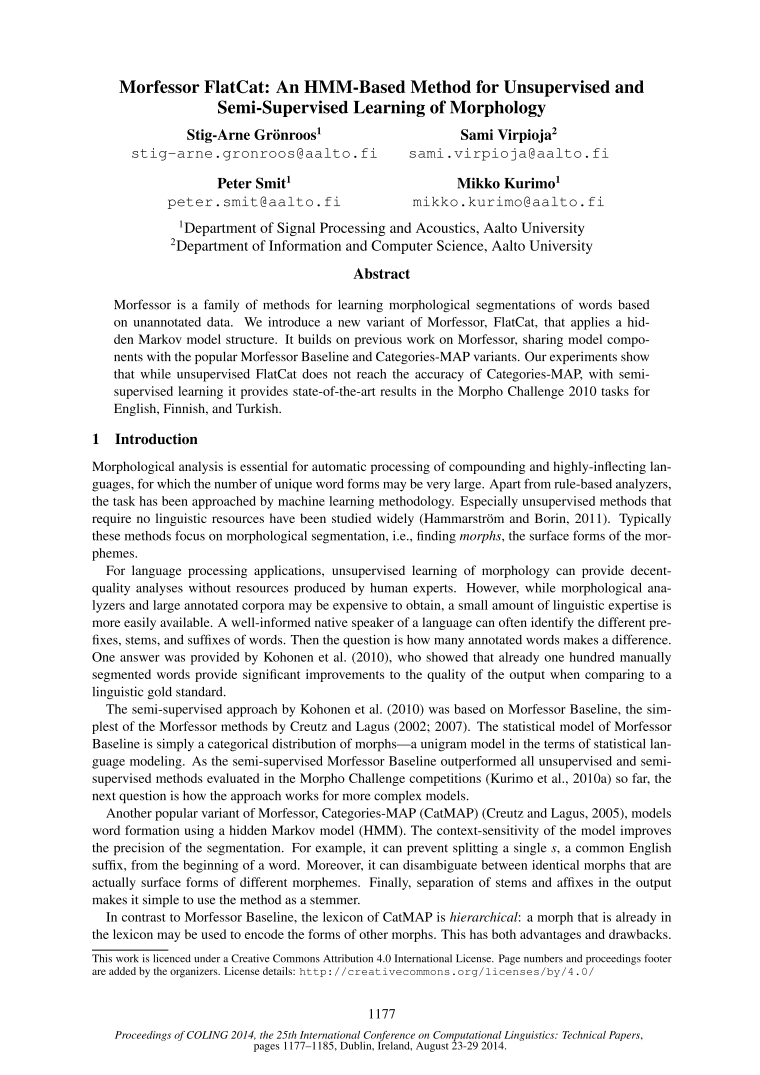 Morfessor FlatCat: An HMM-Based Method for Unsupervised and
Semi-Supervised Learning of Morphology
Stig-Arne Grönroos1
Sami Virpioja2
stig-arne.gronroos@aalto.fi
sami.virpioja@aalto.fi
Peter Smit1
Mikko Kurimo1
peter.smit@aalto.fi
mikko.kurimo@aalto.fi
1Department of Signal Processing and Acoustics, Aalto University
2Department of Information and Computer Science, Aalto University
Abstract
Morfessor is a family of methods for learning morphological segmentations of words based
on unannotated data. We introduce a new variant of Morfessor, FlatCat, that applies a hid-
den Markov model structure. It builds on previous work on Morfessor, sharing model compo-
nents with the popular Morfessor Baseline and Categories-MAP variants. Our experiments show
that while unsupervised FlatCat does not reach the accuracy of Categories-MAP, with semi-
supervised learning it provides state-of-the-art results in the Morpho Challenge 2010 tasks for
English, Finnish, and Turkish.
1 Introduction
Morphological analysis is essential for automatic processing of compounding and highly-inflecting lan-
guages, for which the number of unique word forms may be very large. Apart from rule-based analyzers,
the task has been approached by machine learning methodology. Especially unsupervised methods that
require no linguistic resources have been studied widely (Hammarström and Borin, 2011). Typically
these methods focus on morphological segmentation, i.e., finding morphs, the surface forms of the mor-
phemes.
For language processing applications, unsupervised learning of morphology can provide decent-
quality analyses without resources produced by human experts. However, while morphological ana-
lyzers and large annotated corpora may be expensive to obtain, a small amount of linguistic expertise is
more easily available. A well-informed native speaker of a language can often identify the different pre-
fixes, stems, and suffixes of words. Then the question is how many annotated words makes a difference.
One answer was provided by Kohonen et al. (2010), who showed that already one hundred manually
segmented words provide significant improvements to the quality of the output when comparing to a
linguistic gold standard.
The semi-supervised approach by Kohonen et al. (2010) was based on Morfessor Baseline, the sim-
plest of the Morfessor methods by Creutz and Lagus (2002; 2007). The statistical model of Morfessor
Baseline is simply a categorical distribution of morphs—a unigram model in the terms of statistical lan-
guage modeling. As the semi-supervised Morfessor Baseline outperformed all unsupervised and semi-
supervised methods evaluated in the Morpho Challenge competitions (Kurimo et al., 2010a) so far, the
next question is how the approach works for more complex models.
Another popular variant of Morfessor, Categories-MAP (CatMAP) (Creutz and Lagus, 2005), models
word formation using a hidden Markov model (HMM). The context-sensitivity of the model improves
the precision of the segmentation. For example, it can prevent splitting a single s, a common English
suffix, from the beginning of a word. Moreover, it can disambiguate between identical morphs that are
actually surface forms of different morphemes. Finally, separation of stems and affixes in the output
makes it simple to use the method as a stemmer.
In contrast to Morfessor Baseline, the lexicon of CatMAP is hierarchical: a morph that is already in
the lexicon may be used to encode the forms of other morphs. This has both advantages and drawbacks.
This work is licenced under a Creative Commons Attribution 4.0 International License. Page numbers and proceedings footer
are added by the organizers. License details: http://creativecommons.org/licenses/by/4.0/
1177
Proceedings of COLING 2014, the 25th International Conference on Computational Linguistics: Technical Papers,
pages 1177–1185, Dublin, Ireland, August 23-29 2014.